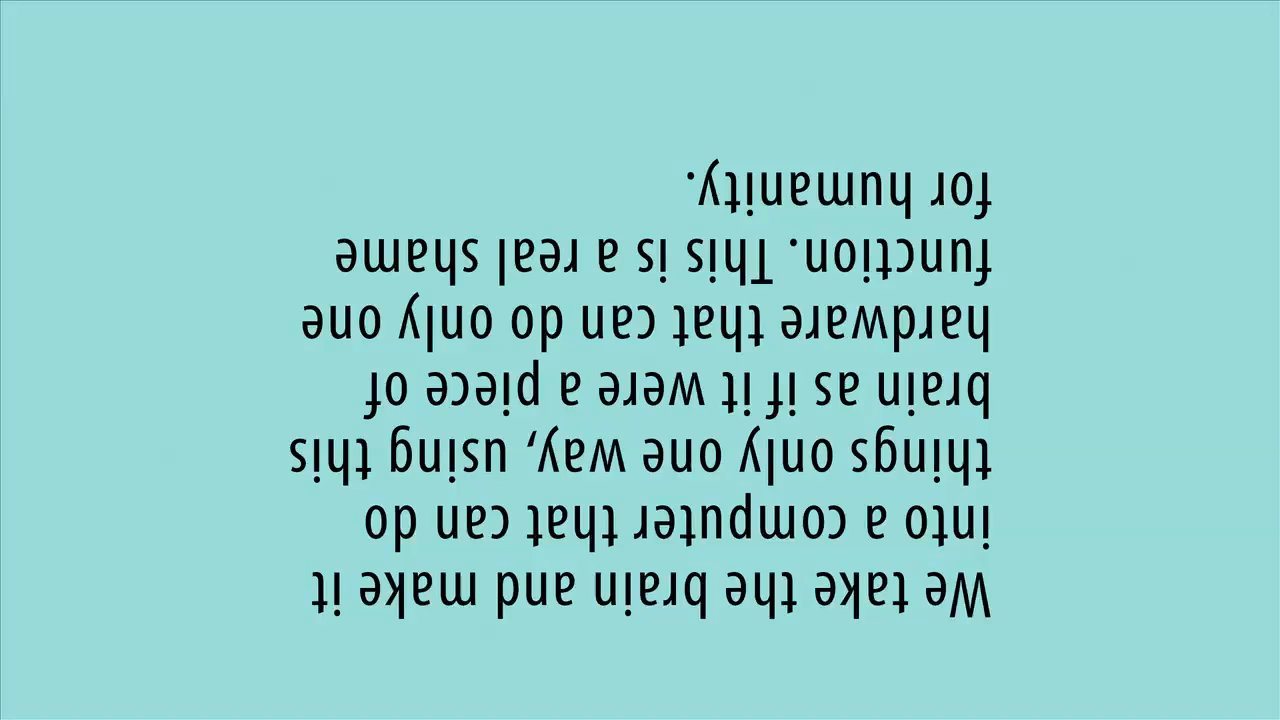 We take the brain and make it
into a computer that can do
things only one way, using this
brain as if it were a piece of
hardware that can do only one
function. This is a real shame
for humanity.